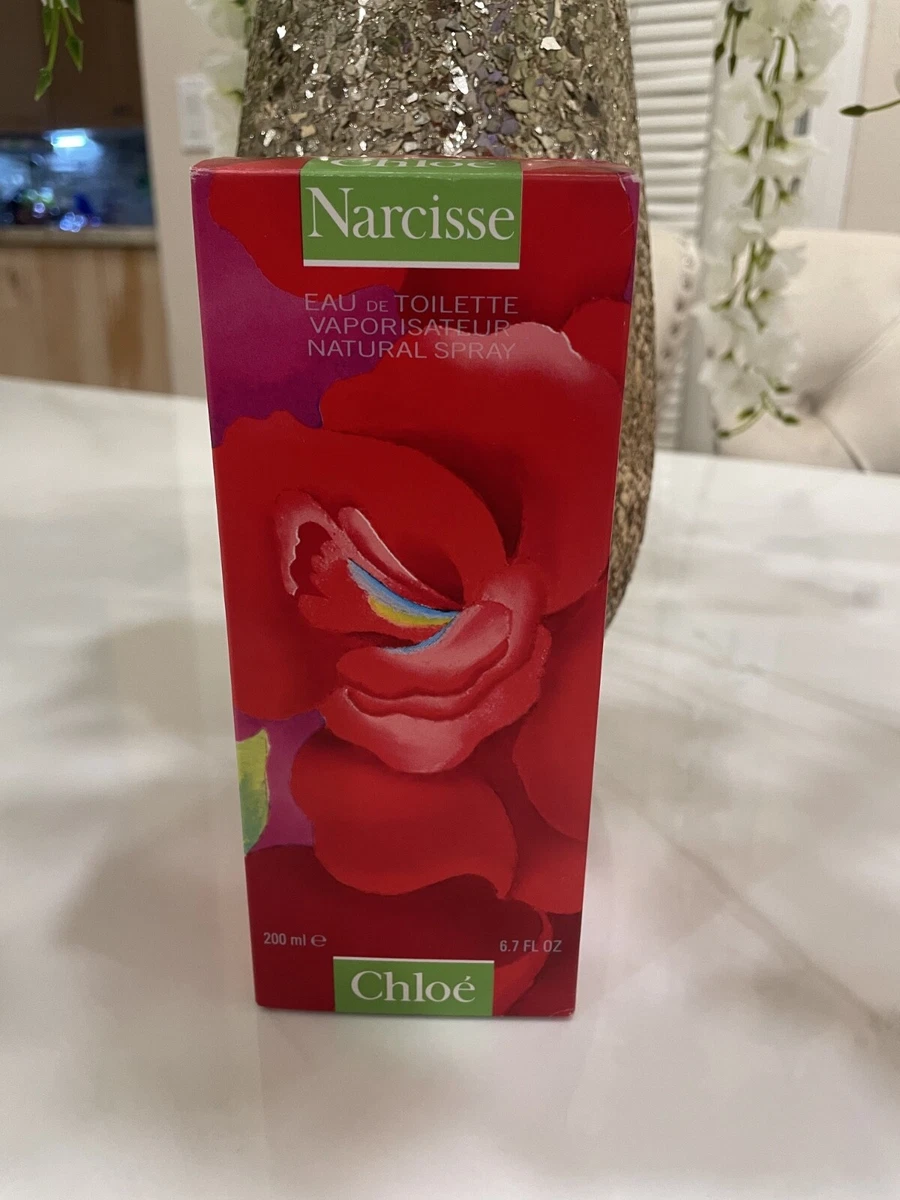 Chloé
Narcisse
EAU DE TOILETTE
VAPORISATEUR
NATURAL SPRAY
200 ml ℮
6.7 FL OZ
Chloé